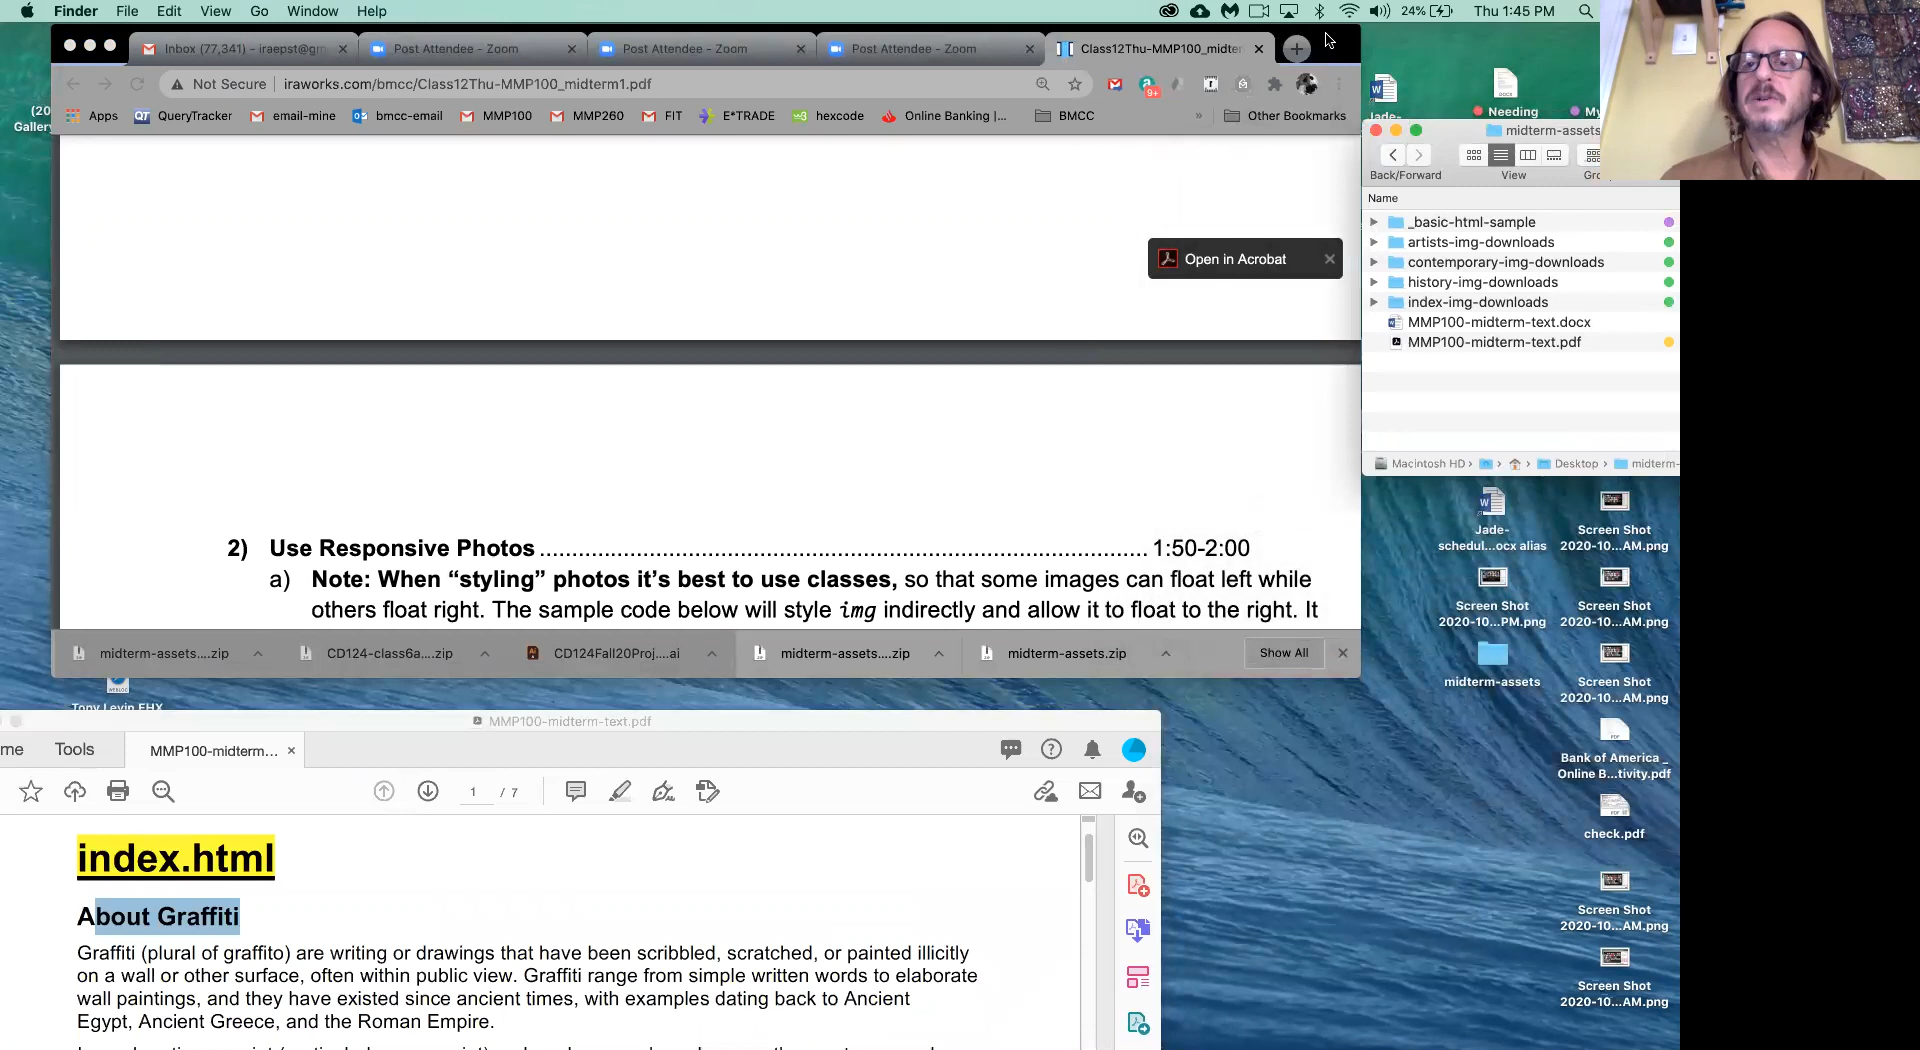 Finder File Edit View Go Window Help
24% Thu 1:45 PM
Inbox (77,341) - iraepst@gm
Post Attendee - Zoom
Post Attendee - Zoom
Post Attendee - Zoom
Class12Thu-MMP100_midter
Not Secure iraworks.com/bmcc/Class12Thu-MMP100_midterm1.pdf
9+
Apps QueryTracker email-mine bmcc-email MMP100 MMP260 FIT E*TRADE hexcode Online Banking |... BMCC » Other Bookmarks
Open in Acrobat
2) Use Responsive Photos 1:50-2:00
a) Note: When “styling” photos it’s best to use classes, so that some images can float left while
others float right. The sample code below will style img indirectly and allow it to float to the right. It
midterm-assets....zip
CD124-class6a....zip
CD124Fall20Proj....ai
midterm-assets....zip
midterm-assets.zip
Show All
(20
Gallery
Tony Levin FHX
MMP100-midterm-text.pdf
me Tools MMP100-midterm...
1 / 7
index.html
About Graffiti
Graffiti (plural of graffito) are writing or drawings that have been scribbled, scratched, or painted illicitly
on a wall or other surface, often within public view. Graffiti range from simple written words to elaborate
wall paintings, and they have existed since ancient times, with examples dating back to Ancient
Egypt, Ancient Greece, and the Roman Empire.
Jade-
Needing
My
midterm-assets
Back/Forward View Gro
Name
_basic-html-sample
artists-img-downloads
contemporary-img-downloads
history-img-downloads
index-img-downloads
MMP100-midterm-text.docx
MMP100-midterm-text.pdf
Macintosh HD › Desktop › midterm-
Jade-
schedul...ocx alias
Screen Shot
2020-10...AM.png
Screen Shot
2020-10...PM.png
Screen Shot
2020-10...AM.png
midterm-assets
Screen Shot
2020-10...AM.png
Bank of America _
Online B...tivity.pdf
check.pdf
Screen Shot
2020-10...AM.png
Screen Shot
2020-10...AM.png